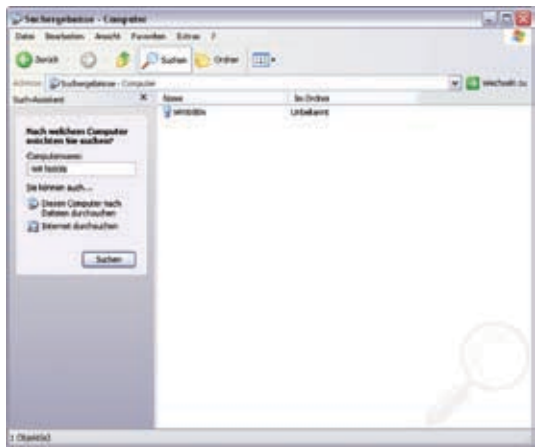 Suchergebnisse - Computer
Datei Bearbeiten Ansicht Favoriten Extras ?
Zurück Suchen Ordner
Adresse Suchergebnisse - Computer Wechseln zu
Such-Assistent
Name Im Ordner
Unbekannt
Nach welchem Computer
möchten Sie suchen?
Computername:
Sie können auch...
Diesen Computer nach
Dateien durchsuchen
Internet durchsuchen
Suchen
1 Objekt(e)